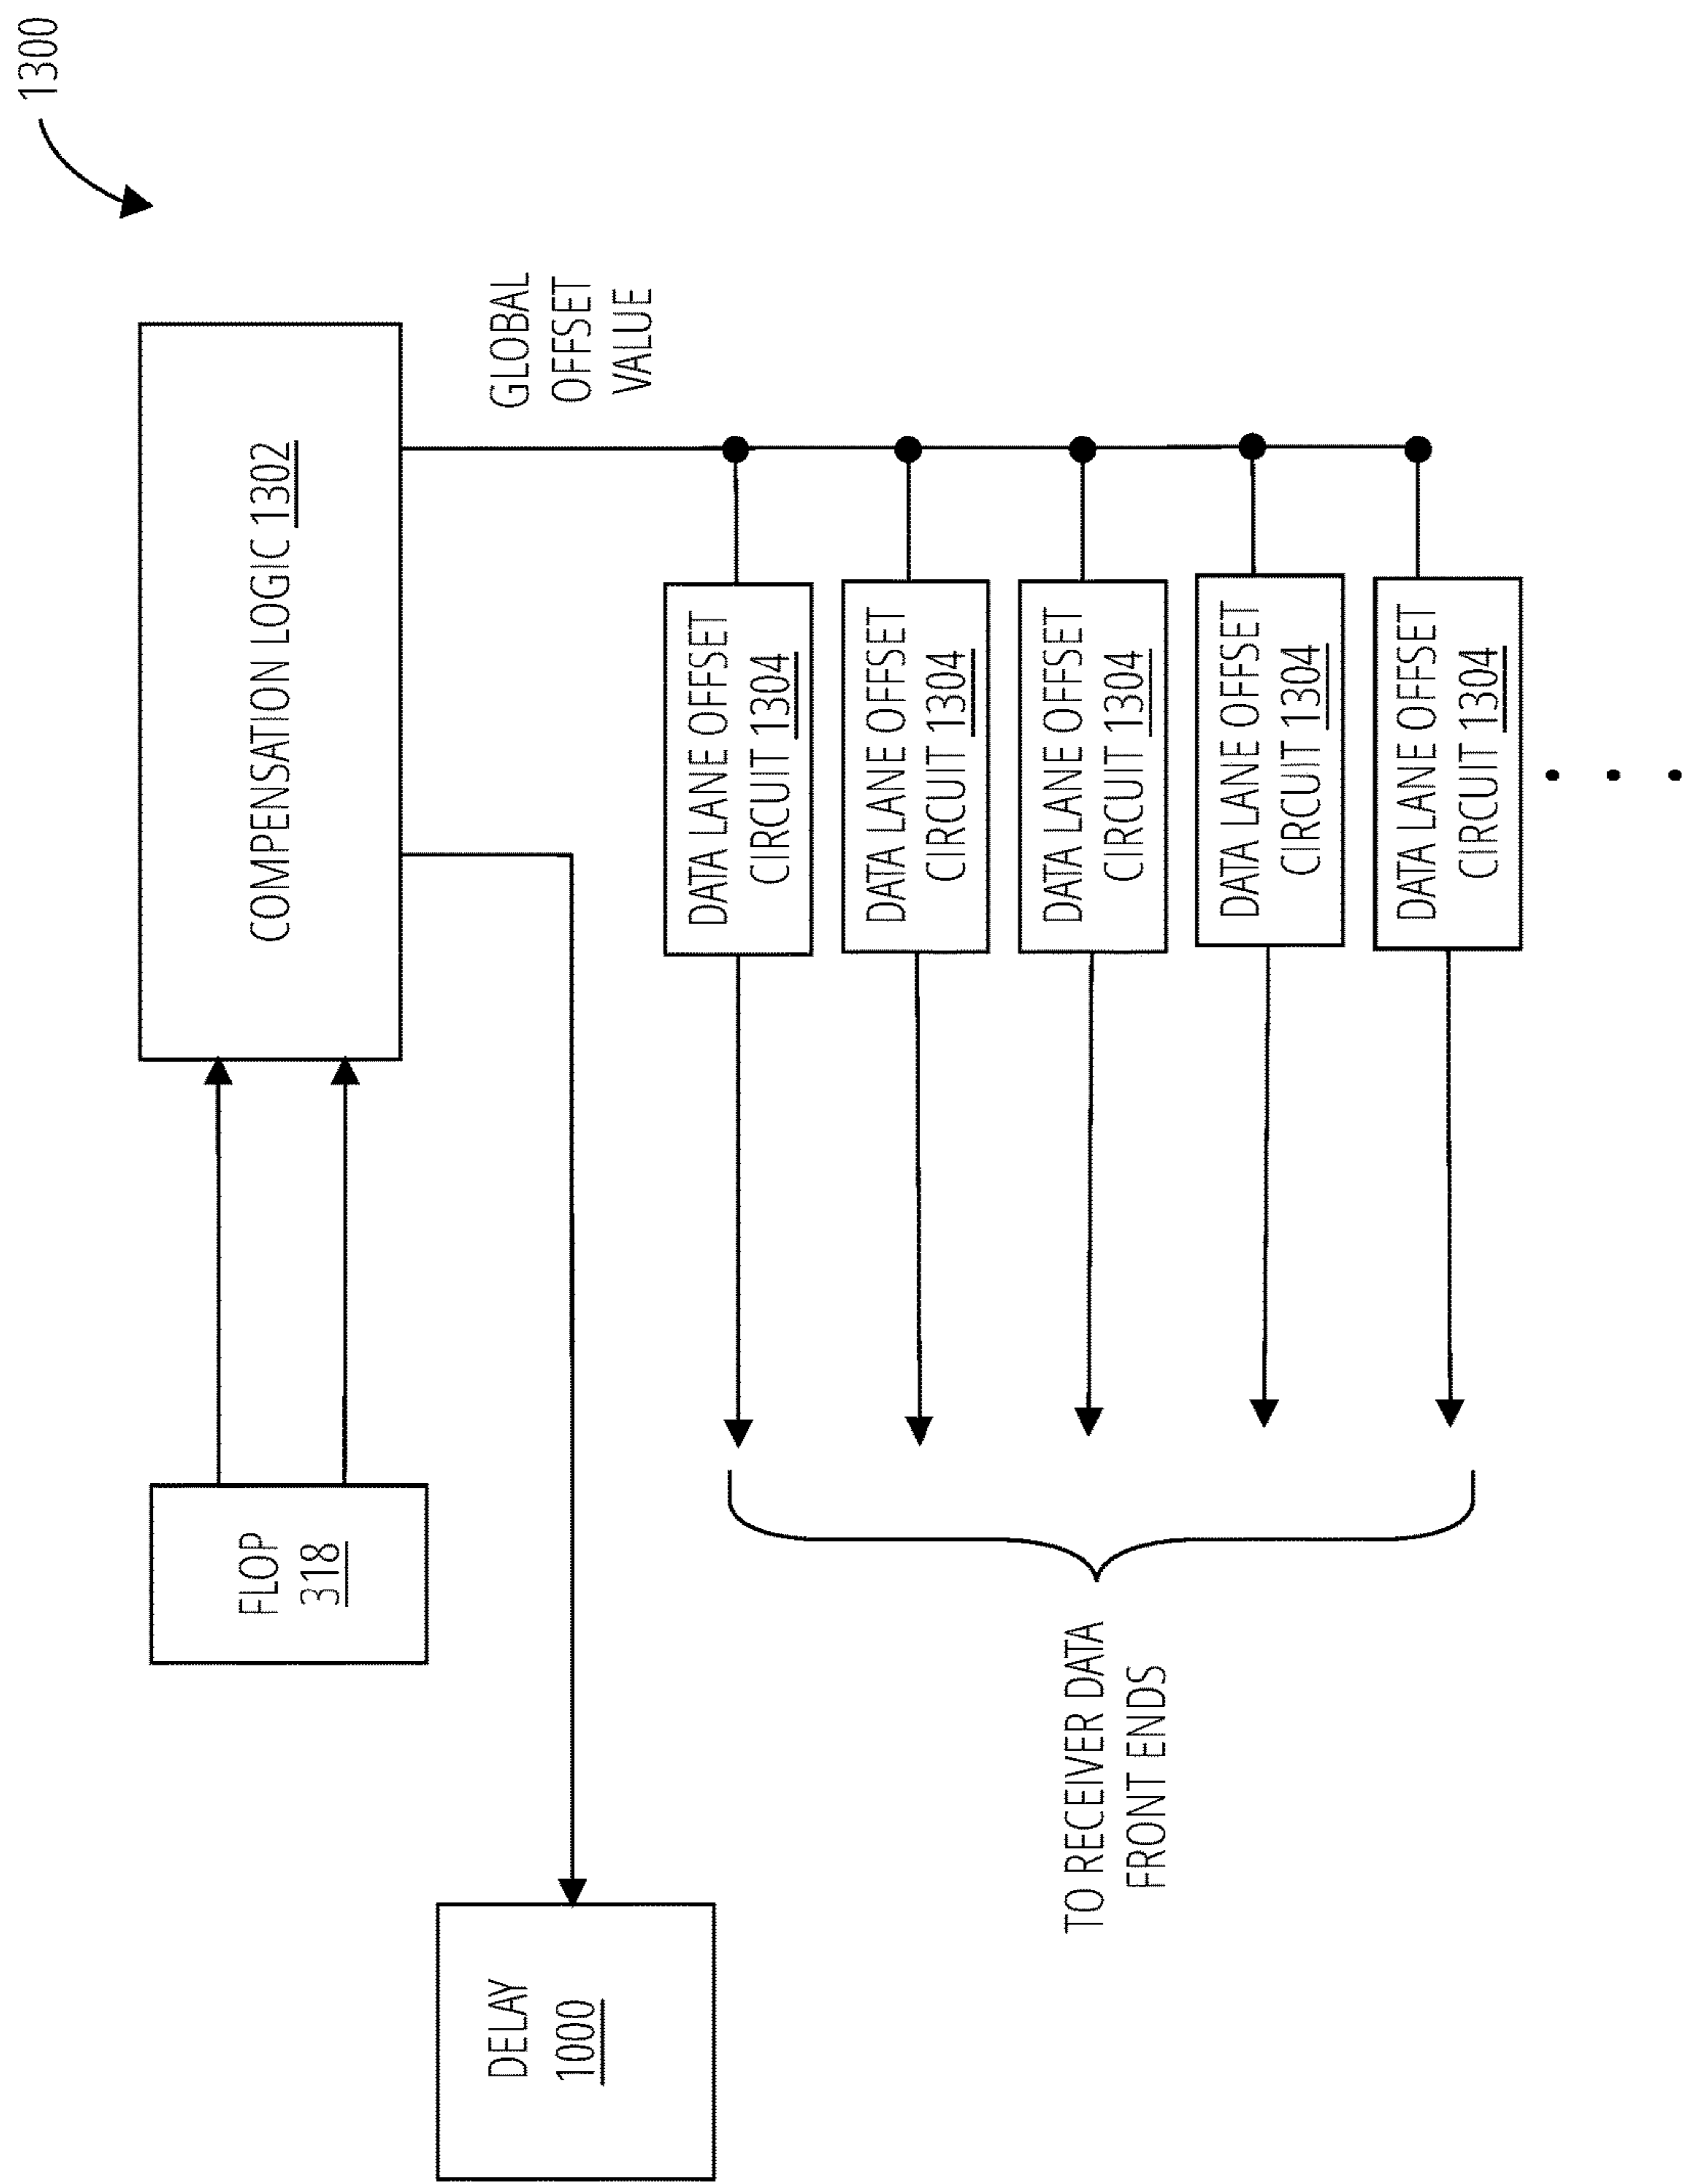 1300
FLOP
318
COMPENSATION LOGIC 1302
DELAY
1000
GLOBAL
OFFSET
VALUE
DATA LANE OFFSET
CIRCUIT 1304
DATA LANE OFFSET
CIRCUIT 1304
DATA LANE OFFSET
CIRCUIT 1304
DATA LANE OFFSET
CIRCUIT 1304
DATA LANE OFFSET
CIRCUIT 1304
TO RECEIVER DATA
FRONT ENDS